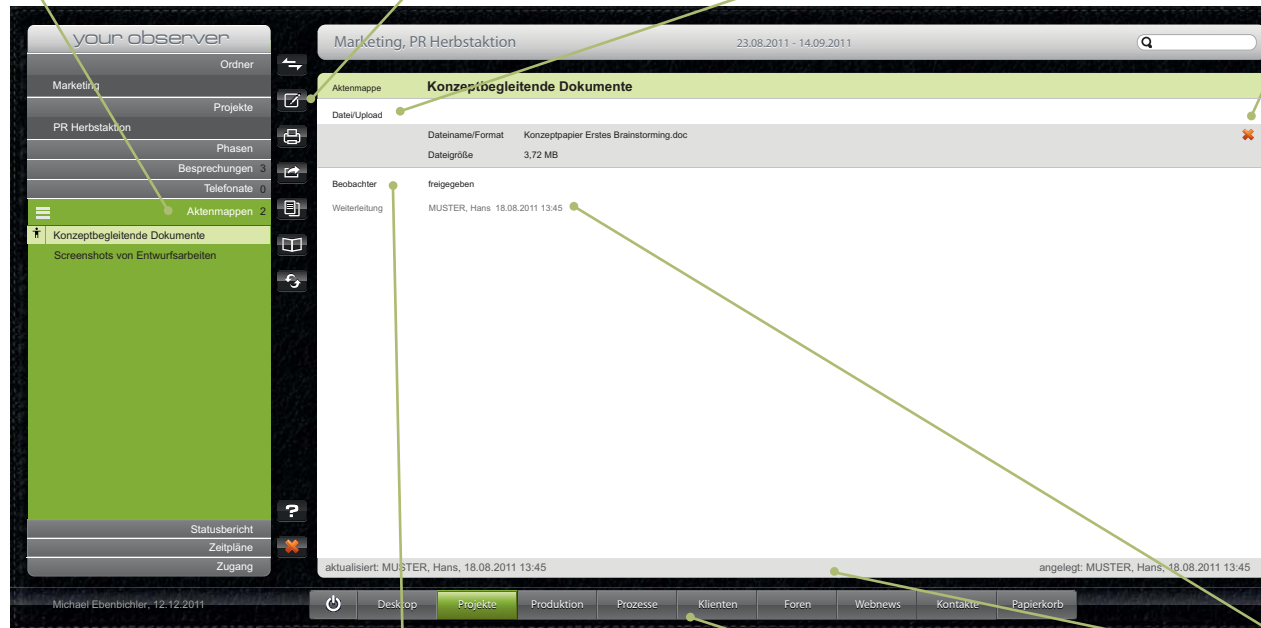 your observer
Ordner
Marketing
Projekte
PR Herbstaktion
Phasen
Besprechungen 3
Telefonate 0
Aktenmappen 2
Konzeptbegleitende Dokumente
Screenshots von Entwurfsarbeiten
Statusbericht
Zeitpläne
Zugang
?
Marketing, PR Herbstaktion 23.08.2011 - 14.09.2011
Aktenmappe Konzeptbegleitende Dokumente
Datei/Upload
Dateiname/Format Konzeptpapier Erstes Brainstorming.doc
Dateigröße 3,72 MB
Beobachter freigegeben
Weiterleitung MUSTER, Hans 18.08.2011 13:45
aktualisiert: MUSTER, Hans, 18.08.2011 13:45 angelegt: MUSTER, Hans, 18.08.2011 13:45
Michael Ebenbichler, 12.12.2011 Desktop Projekte Produktion Prozesse Klienten Foren Webnews Kontakte Papierkorb